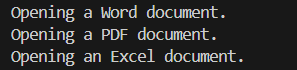 Opening a Word document.
Opening a PDF document.
Opening an Excel document.